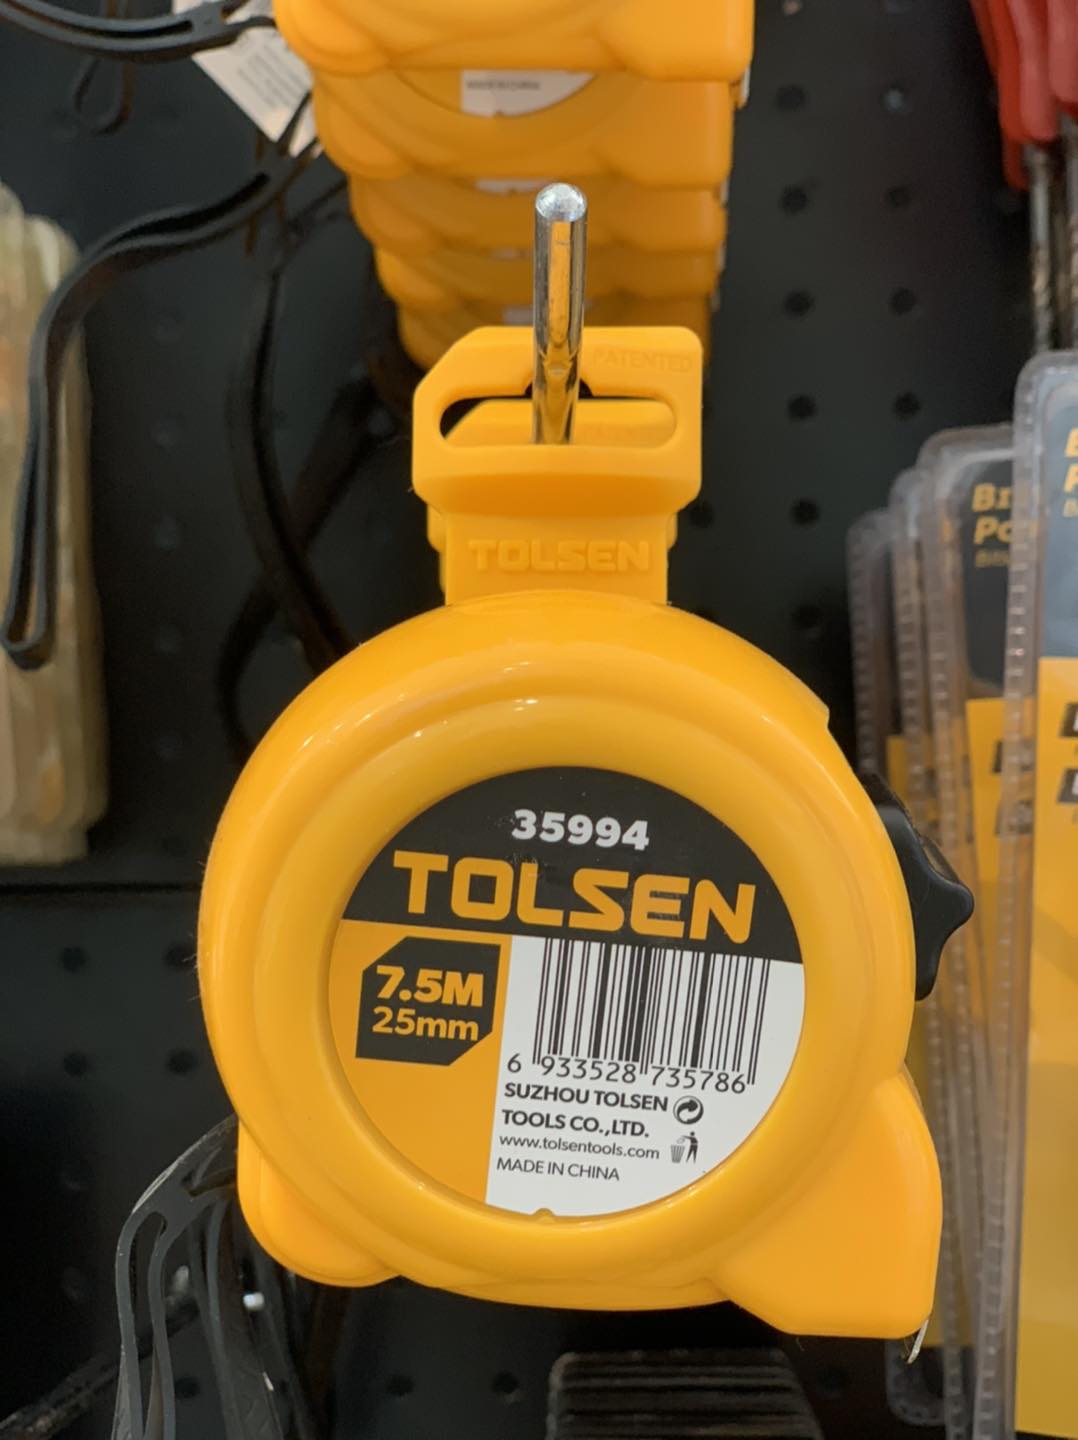 PATENTED
TOLSEN
35994
TOLSEN
7.5M
25mm
6 933528 735786
SUZHOU TOLSEN
TOOLS CO.,LTD.
www.tolsentools.com
MADE IN CHINA